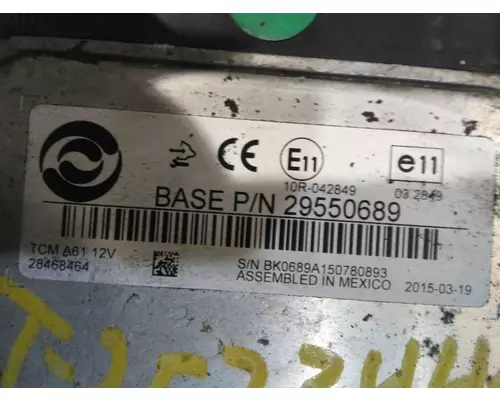 CE E11 e11
10R-042849 03 2849
BASE P/N 29550689
TCM A61 12V
28468464
S/N BK0689A150780893
ASSEMBLED IN MEXICO 2015-03-19